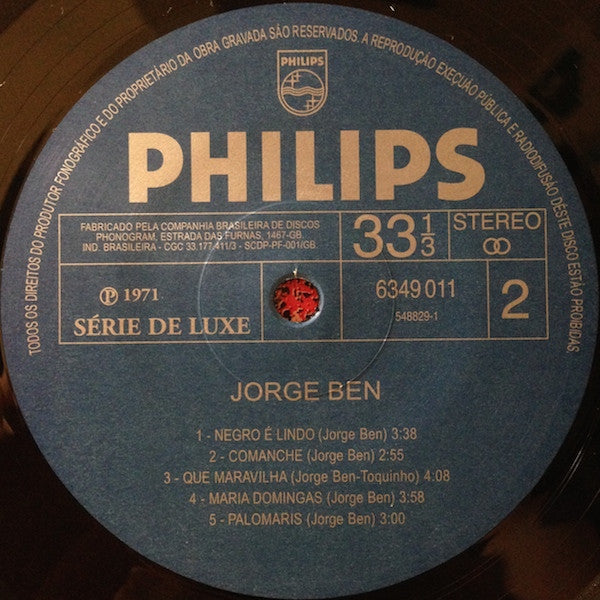 TODOS OS DIREITOS DO PRODUTOR FONOGRÁFICO E DO PROPRIETÁRIO DA OBRA GRAVADA SÃO RESERVADOS. A REPRODUÇÃO EXECUÇÃO PÚBLICA E RADIODIFUSÃO DÊSTE DISCO ESTÃO PROIBIDAS.
PHILIPS
PHILIPS
FABRICADO PELA COMPANHIA BRASILEIRA DE DISCOS
PHONOGRAM, ESTRADA DAS FURNAS, 1467-GB.
IND. BRASILEIRA - CGC 33.177.411/3 - SCDP-PF-001/GB.
33 1/3
STEREO
℗ 1971
SÉRIE DE LUXE
6349 011
548829-1
2
JORGE BEN
1 - NEGRO É LINDO (Jorge Ben) 3:38
2 - COMANCHE (Jorge Ben) 2:55
3 - QUE MARAVILHA (Jorge Ben-Toquinho) 4:08
4 - MARIA DOMINGAS (Jorge Ben) 3:58
5 - PALOMARIS (Jorge Ben) 3:00